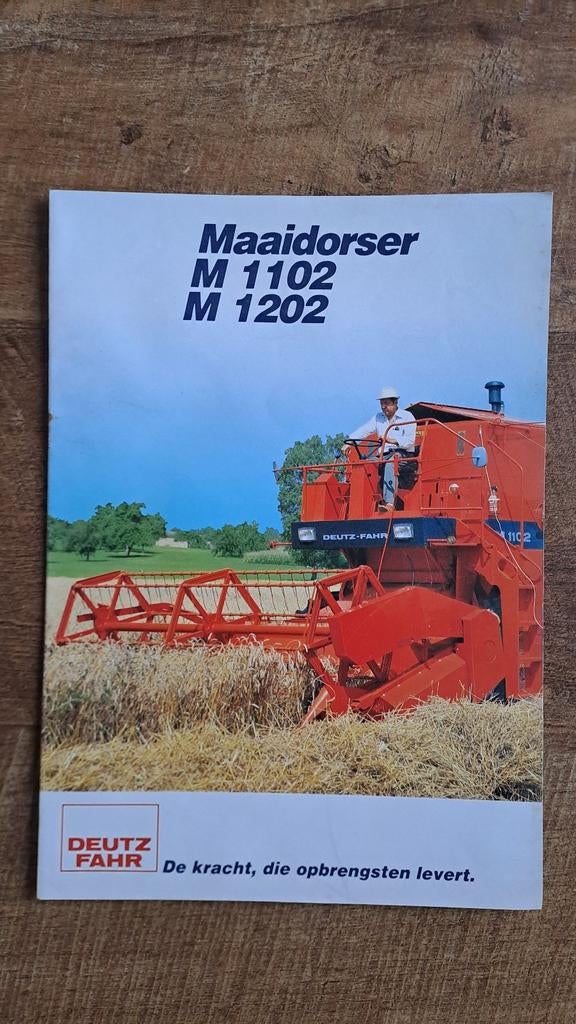 Maaidorser
M 1102
M 1202
DEUTZ-FAHR
1102
DEUTZ
FAHR
De kracht, die opbrengsten levert.